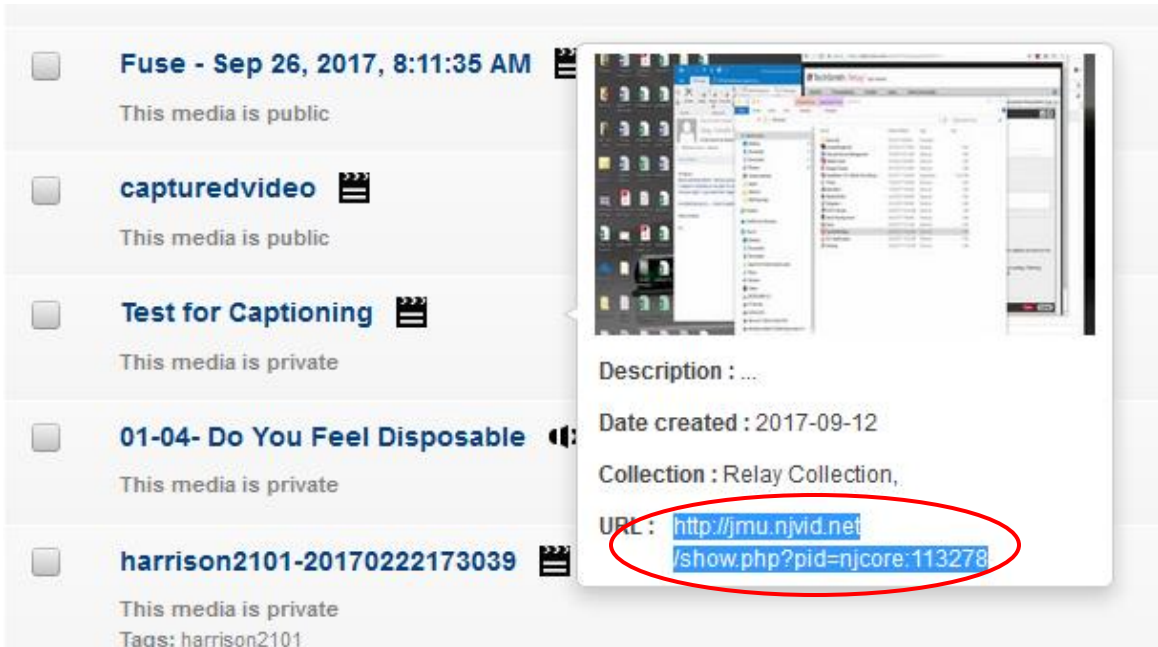 Fuse - Sep 26, 2017, 8:11:35 AM
This media is public
capturedvideo
This media is public
Test for Captioning
This media is private
01-04- Do You Feel Disposable
This media is private
harrison2101-20170222173039
This media is private
Tags: harrison2101
TechSmith Relay
Description : ...
Date created : 2017-09-12
Collection : Relay Collection,
URL : http://jmu.njvid.net
/show.php?pid=njcore:113278